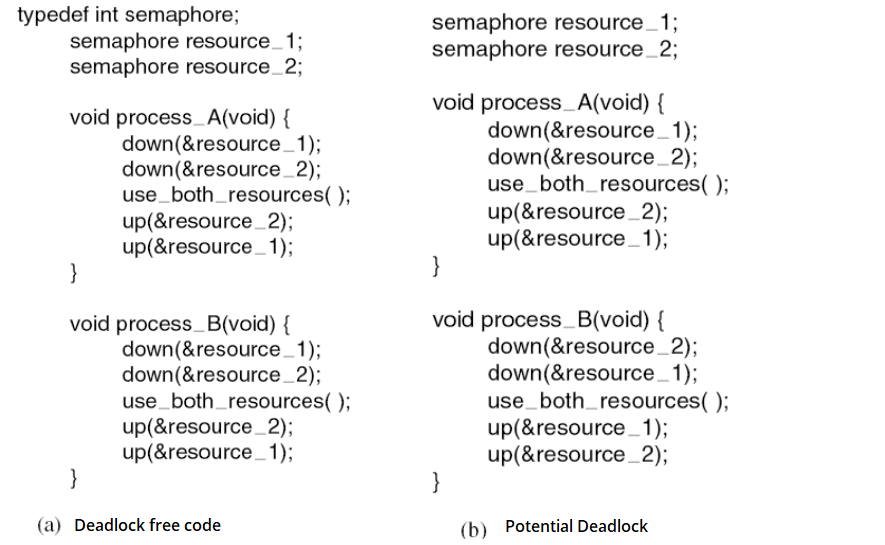 typedef int semaphore;
semaphore resource_1;
semaphore resource_2;
void process_A(void) {
down(&resource_1);
down(&resource_2);
use_both_resources( );
up(&resource_2);
up(&resource_1);
}
void process_B(void) {
down(&resource_1);
down(&resource_2);
use_both_resources( );
up(&resource_2);
up(&resource_1);
}
(a) Deadlock free code
semaphore resource_1;
semaphore resource_2;
void process_A(void) {
down(&resource_1);
down(&resource_2);
use_both_resources( );
up(&resource_2);
up(&resource_1);
}
void process_B(void) {
down(&resource_2);
down(&resource_1);
use_both_resources( );
up(&resource_1);
up(&resource_2);
}
(b) Potential Deadlock